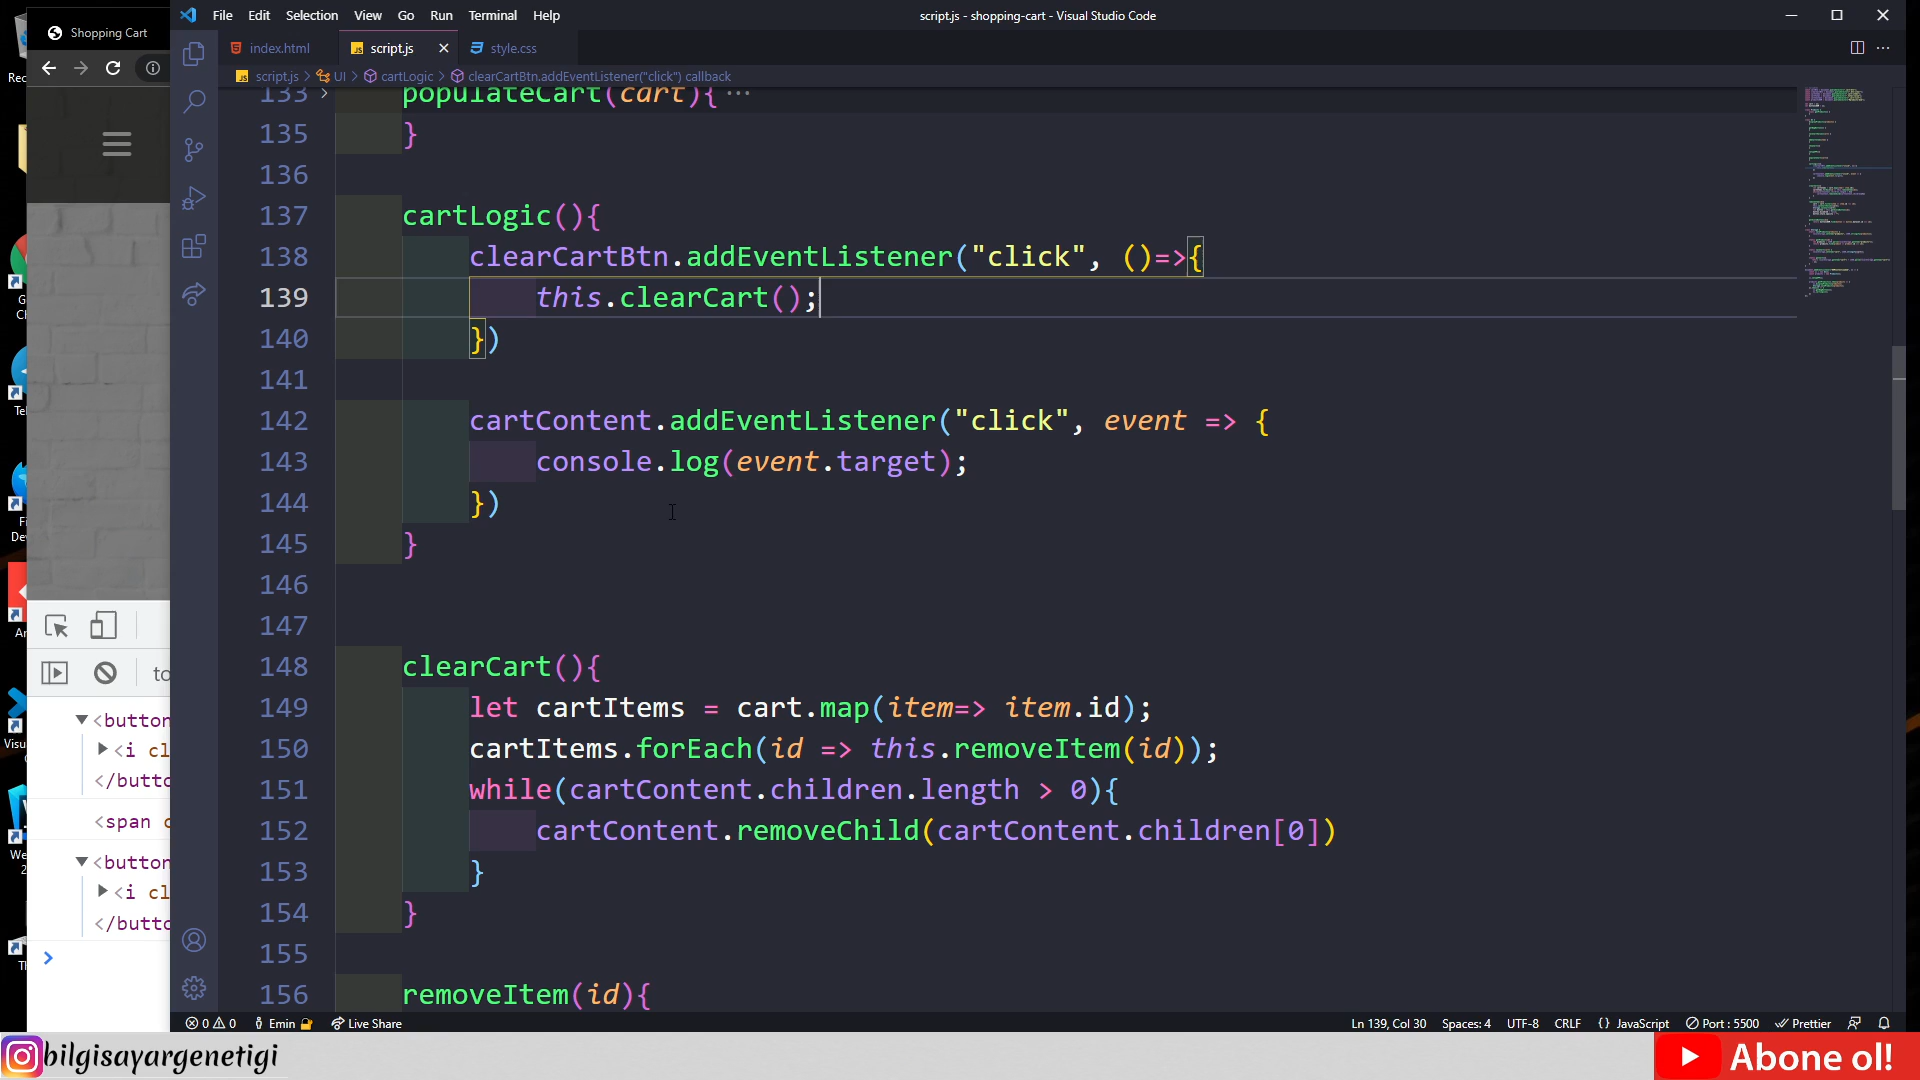 File Edit Selection View Go Run Terminal Help
script.js - shopping-cart - Visual Studio Code
Shopping Cart
index.html
script.js
style.css
script.js > UI > cartLogic > clearCartBtn.addEventListener("click") callback
133 populateCart(cart){ ...
135 }
136
137 cartLogic(){
138 clearCartBtn.addEventListener("click", ()=>{
139 this.clearCart();
140 })
141
142 cartContent.addEventListener("click", event => {
143 console.log(event.target);
144 })
145 }
146
147
148 clearCart(){
149 let cartItems = cart.map(item=> item.id);
150 cartItems.forEach(id => this.removeItem(id));
151 while(cartContent.children.length > 0){
152 cartContent.removeChild(cartContent.children[0])
153 }
154 }
155
156 removeItem(id){
to
<button
<i cl
</butto
<span c
<button
<i cl
</butto
0 0 Emin Live Share
Ln 139, Col 30 Spaces: 4 UTF-8 CRLF {} JavaScript Port : 5500 Prettier
bilgisayargenetigi
Abone ol!